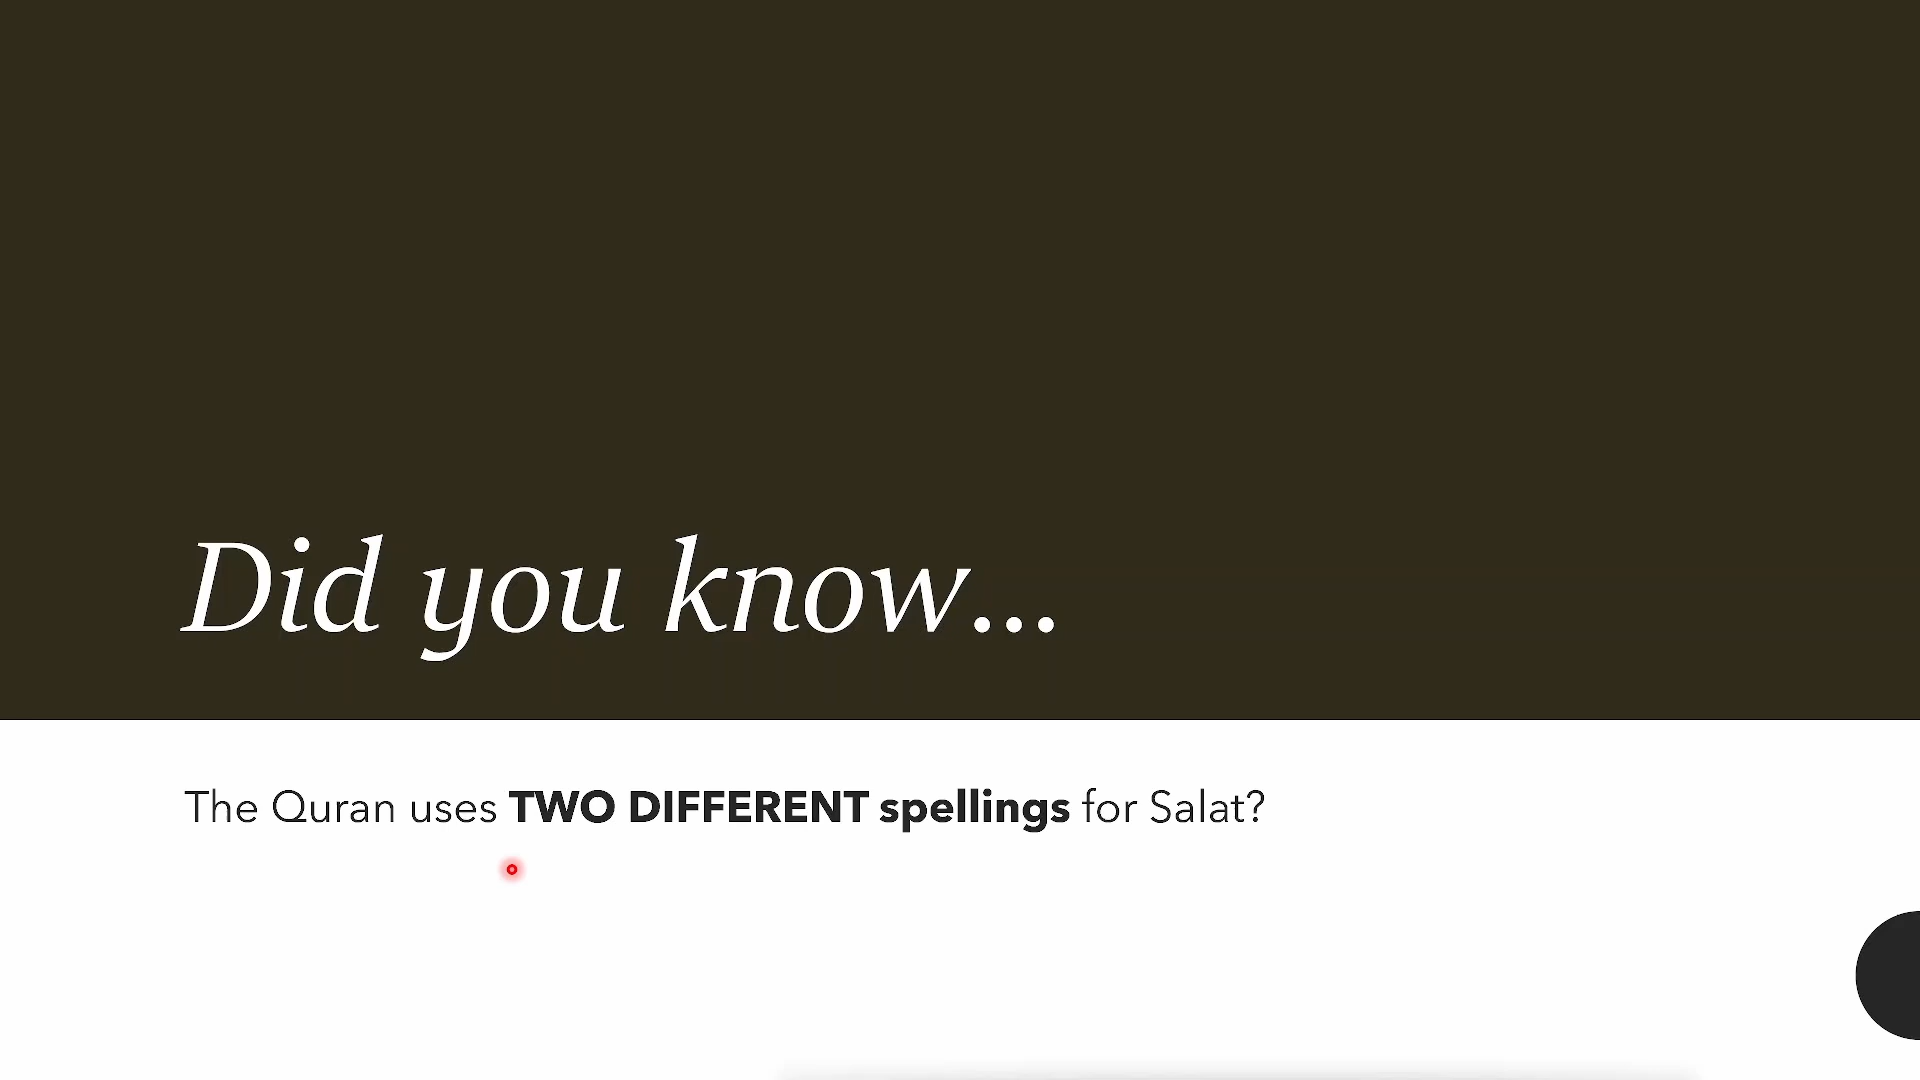 Did you know...
The Quran uses TWO DIFFERENT spellings for Salat?